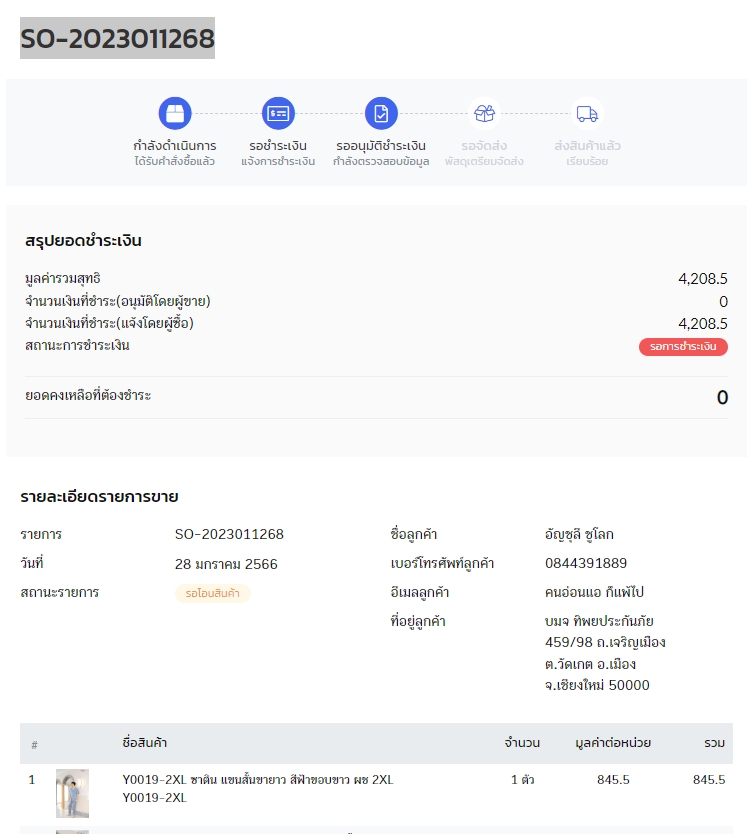 SO-2023011268
กำลังดำเนินการ
ได้รับคำสั่งซื้อแล้ว
รอชำระเงิน
แจ้งการชำระเงิน
รออนุมัติชำระเงิน
กำลังตรวจสอบข้อมูล
รอจัดส่ง
พัสดุเตรียมจัดส่ง
ส่งสินค้าแล้ว
เรียบร้อย
สรุปยอดชำระเงิน
มูลค่ารวมสุทธิ 4,208.5
จำนวนเงินที่ชำระ(อนุมัติโดยผู้ขาย) 0
จำนวนเงินที่ชำระ(แจ้งโดยผู้ซื้อ) 4,208.5
สถานะการชำระเงิน รอการชำระเงิน
ยอดคงเหลือที่ต้องชำระ 0
รายละเอียดรายการขาย
รายการ SO-2023011268
วันที่ 28 มกราคม 2566
สถานะรายการ รอโอนสินค้า
ชื่อลูกค้า อัญชุลี ชูโลก
เบอร์โทรศัพท์ลูกค้า 0844391889
อีเมลลูกค้า คนอ่อนแอ ก็แพ้ไป
ที่อยู่ลูกค้า บมจ ทิพยประกันภัย
459/98 ถ.เจริญเมือง
ต.วัดเกต อ.เมือง
จ.เชียงใหม่ 50000
# ชื่อสินค้า จำนวน มูลค่าต่อหน่วย รวม
1 Y0019-2XL ซาติน แขนสั้นขายาว สีฟ้าขอบขาว ผช 2XL 1 ตัว 845.5 845.5
Y0019-2XL